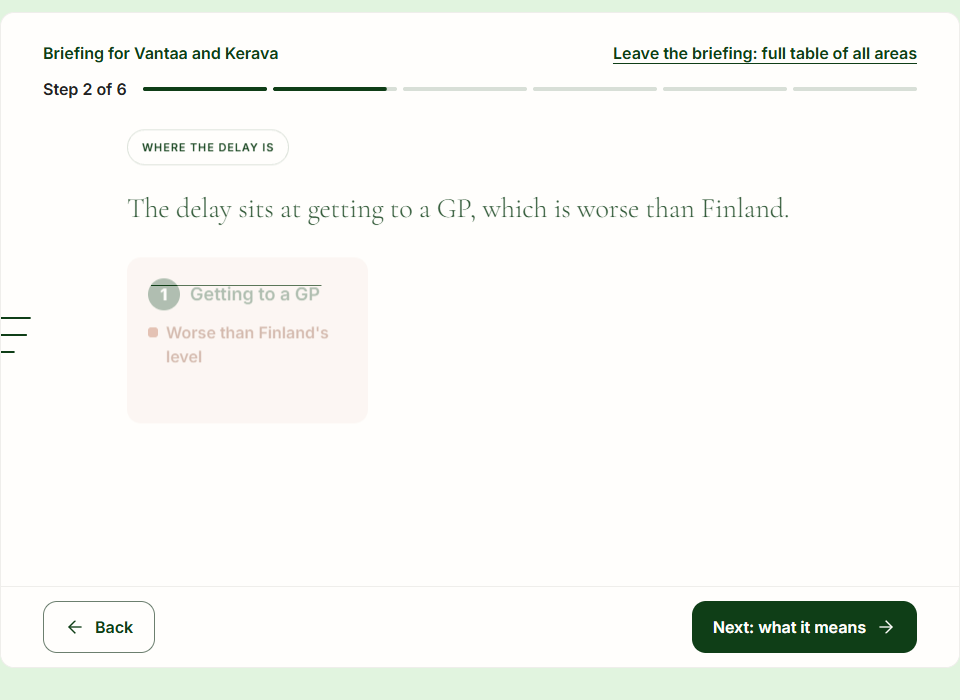 Briefing for Vantaa and Kerava
Leave the briefing: full table of all areas
Step 2 of 6
WHERE THE DELAY IS
The delay sits at getting to a GP, which is worse than Finland.
1 Getting to a GP
Worse than Finland's
level
Back
Next: what it means